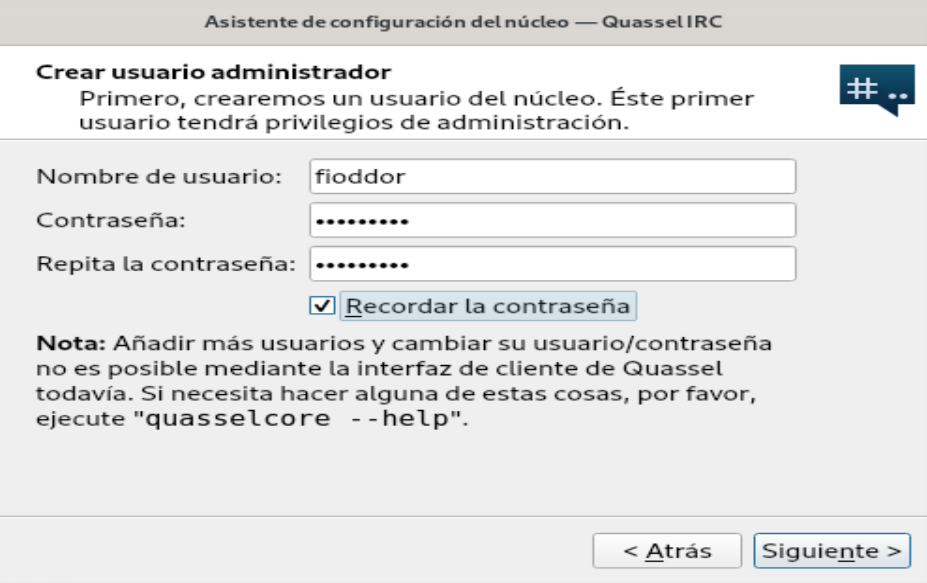 Asistente de configuración del núcleo — Quassel IRC
Crear usuario administrador
Primero, crearemos un usuario del núcleo. Éste primer
usuario tendrá privilegios de administración.
# ..
Nombre de usuario: fioddor
Contraseña: •••••••••
Repita la contraseña: •••••••••
Recordar la contraseña
Nota: Añadir más usuarios y cambiar su usuario/contraseña
no es posible mediante la interfaz de cliente de Quassel
todavía. Si necesita hacer alguna de estas cosas, por favor,
ejecute "quasselcore --help".
< Atrás Siguiente >